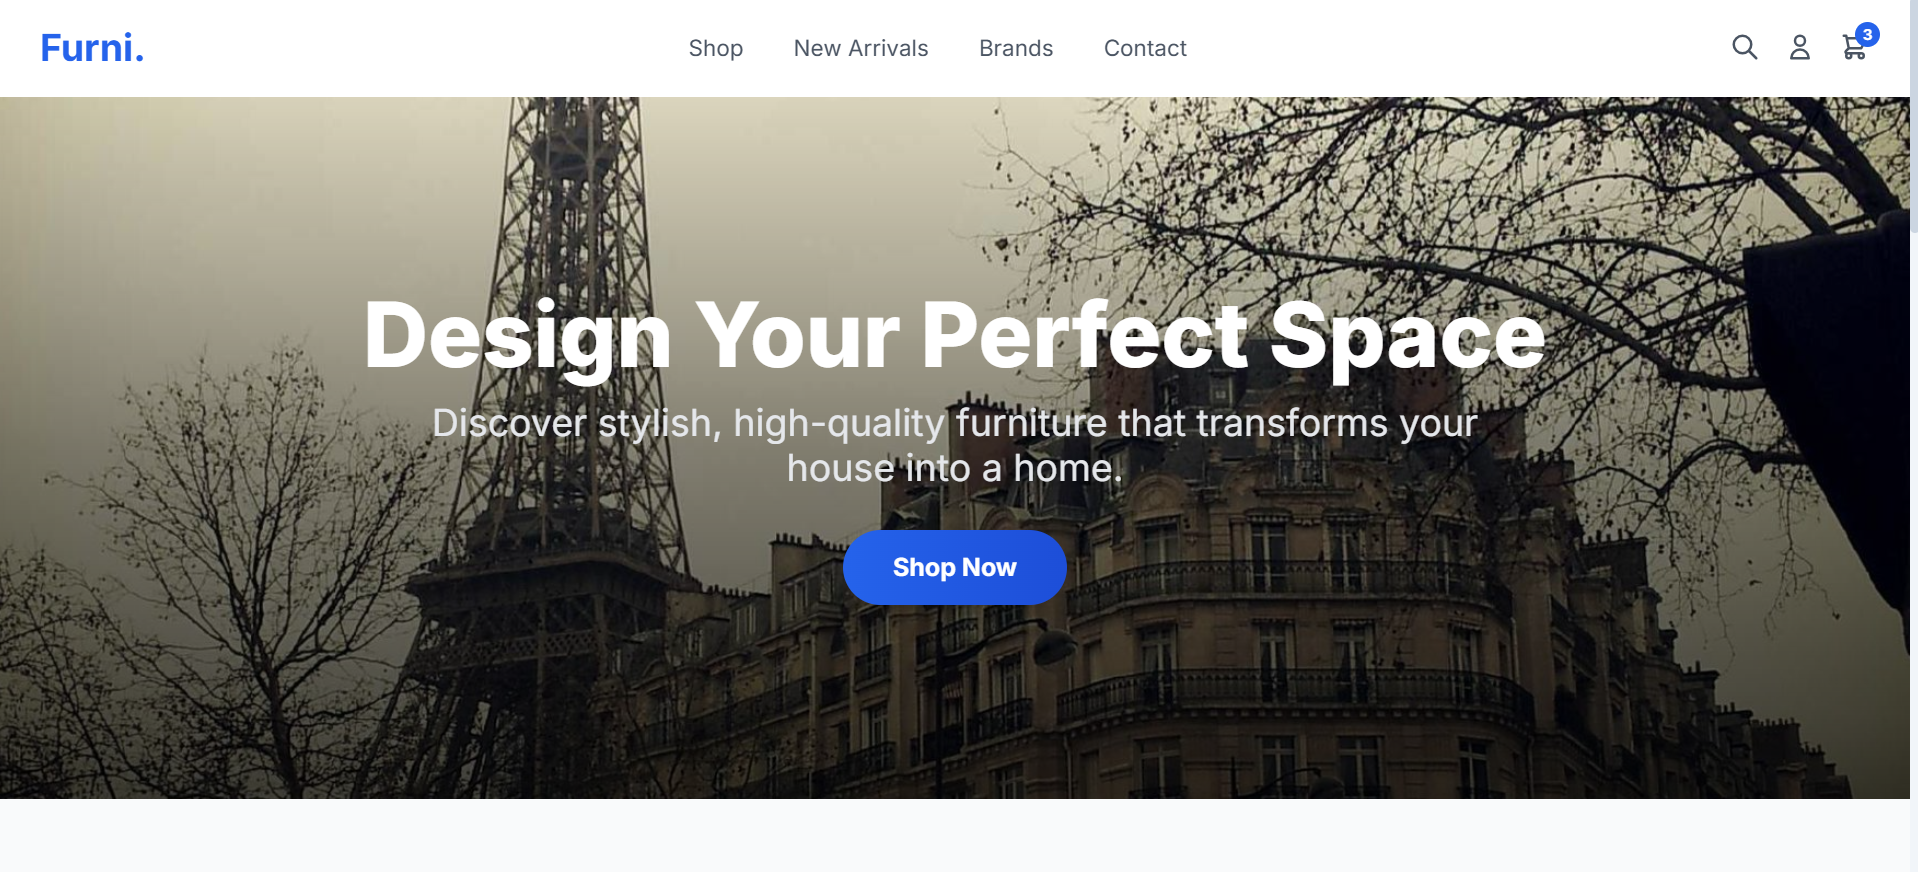 Furni.
Shop
New Arrivals
Brands
Contact
3
Design Your Perfect Space
Discover stylish, high-quality furniture that transforms your
house into a home.
Shop Now